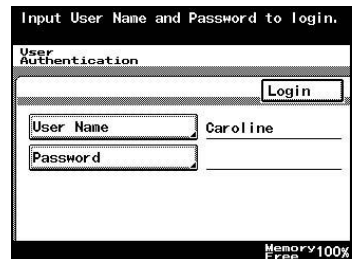 Input User Name and Password to login.
User
Authentication
Login
User Name
Caroline
Password
Memory 100%
Free